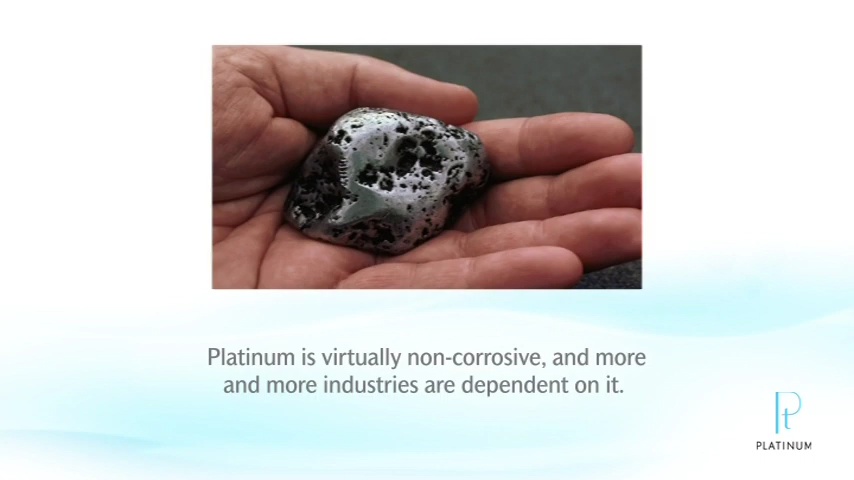 Platinum is virtually non-corrosive, and more
and more industries are dependent on it.
Pt
PLATINUM